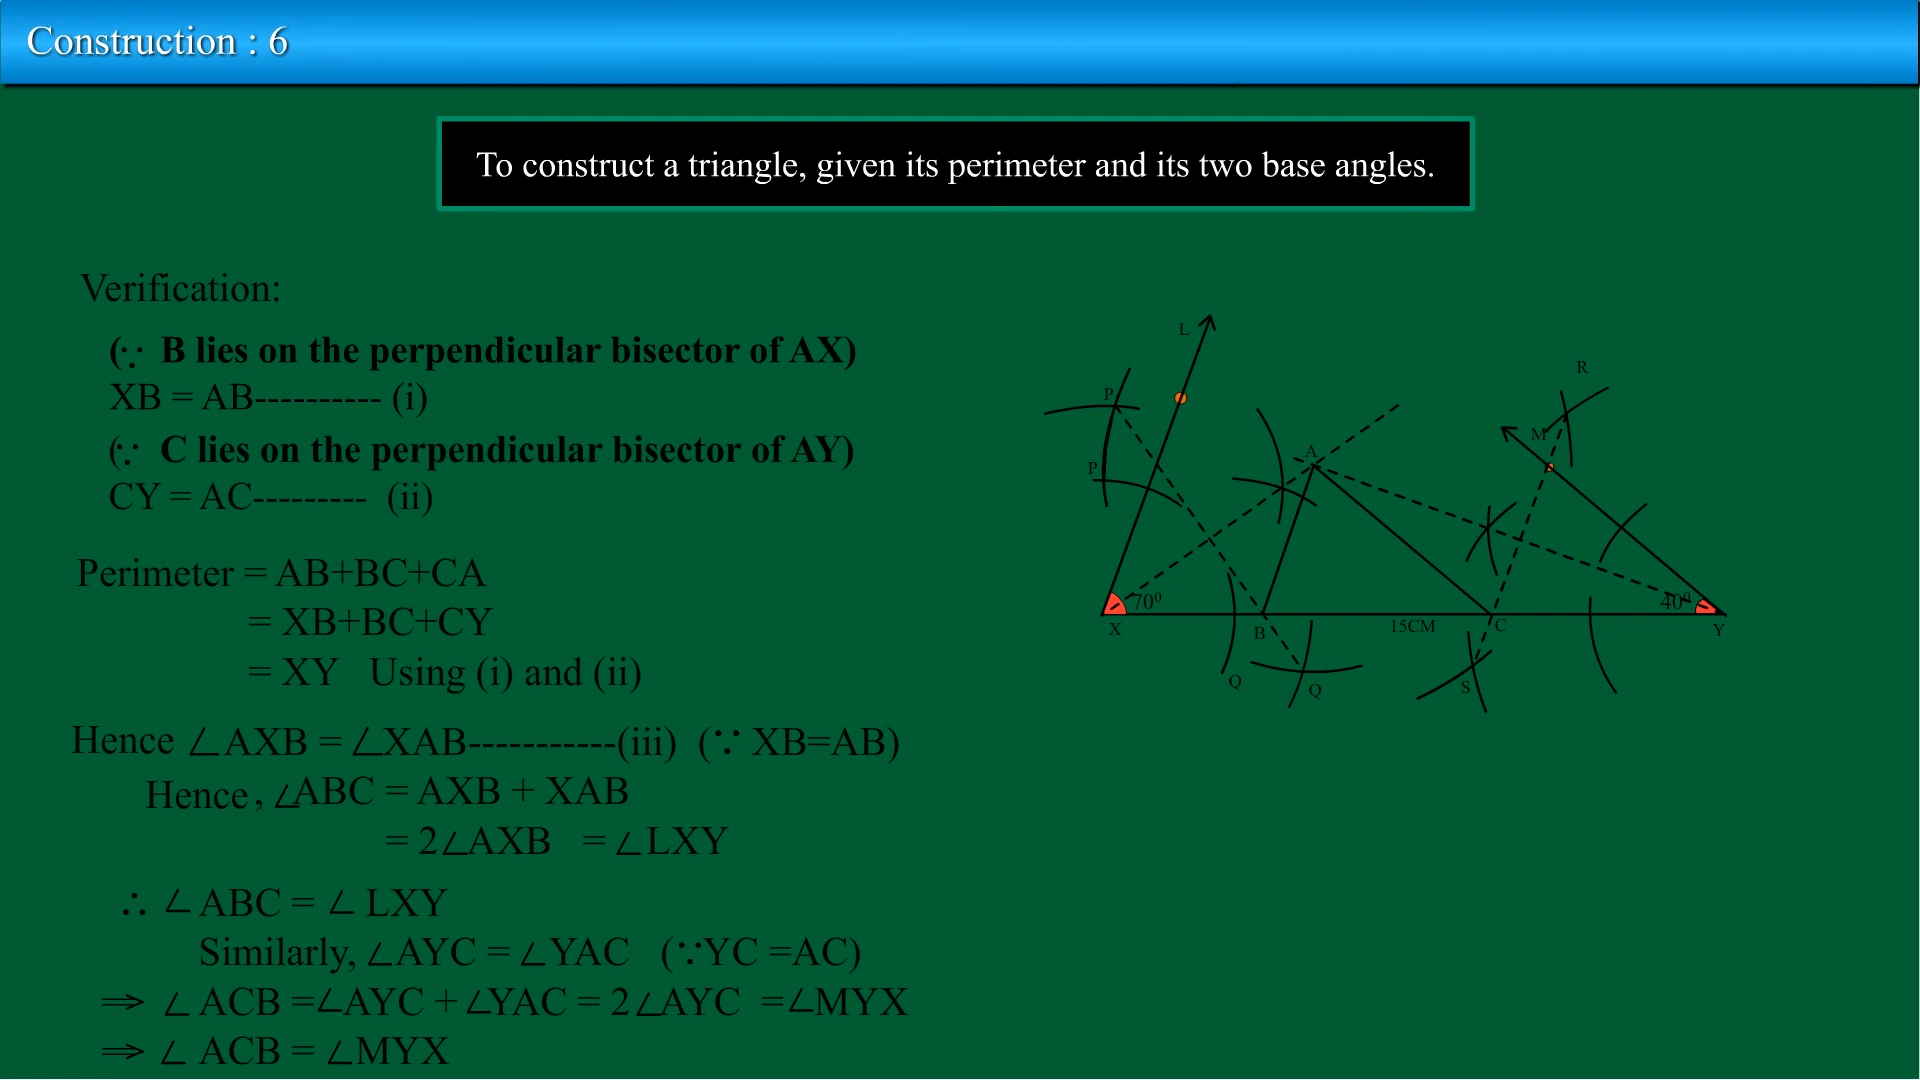 Construction : 6
To construct a triangle, given its perimeter and its two base angles.
Verification:
(∵ B lies on the perpendicular bisector of AX)
XB = AB---------- (i)
(∵ C lies on the perpendicular bisector of AY)
CY = AC--------- (ii)
Perimeter = AB+BC+CA
= XB+BC+CY
= XY Using (i) and (ii)
Hence ∠AXB = ∠XAB-----------(iii) (∵ XB=AB)
Hence , ∠ABC = AXB + XAB
= 2∠AXB = ∠LXY
∴ ∠ ABC = ∠ LXY
Similarly, ∠AYC = ∠YAC (∵YC =AC)
⇒ ∠ ACB =∠AYC + ∠YAC = 2∠AYC =∠MYX
⇒ ∠ ACB = ∠MYX
L
R
P
M
A
P
70⁰
40⁰
X
B
15CM
C
Y
Q
Q
S